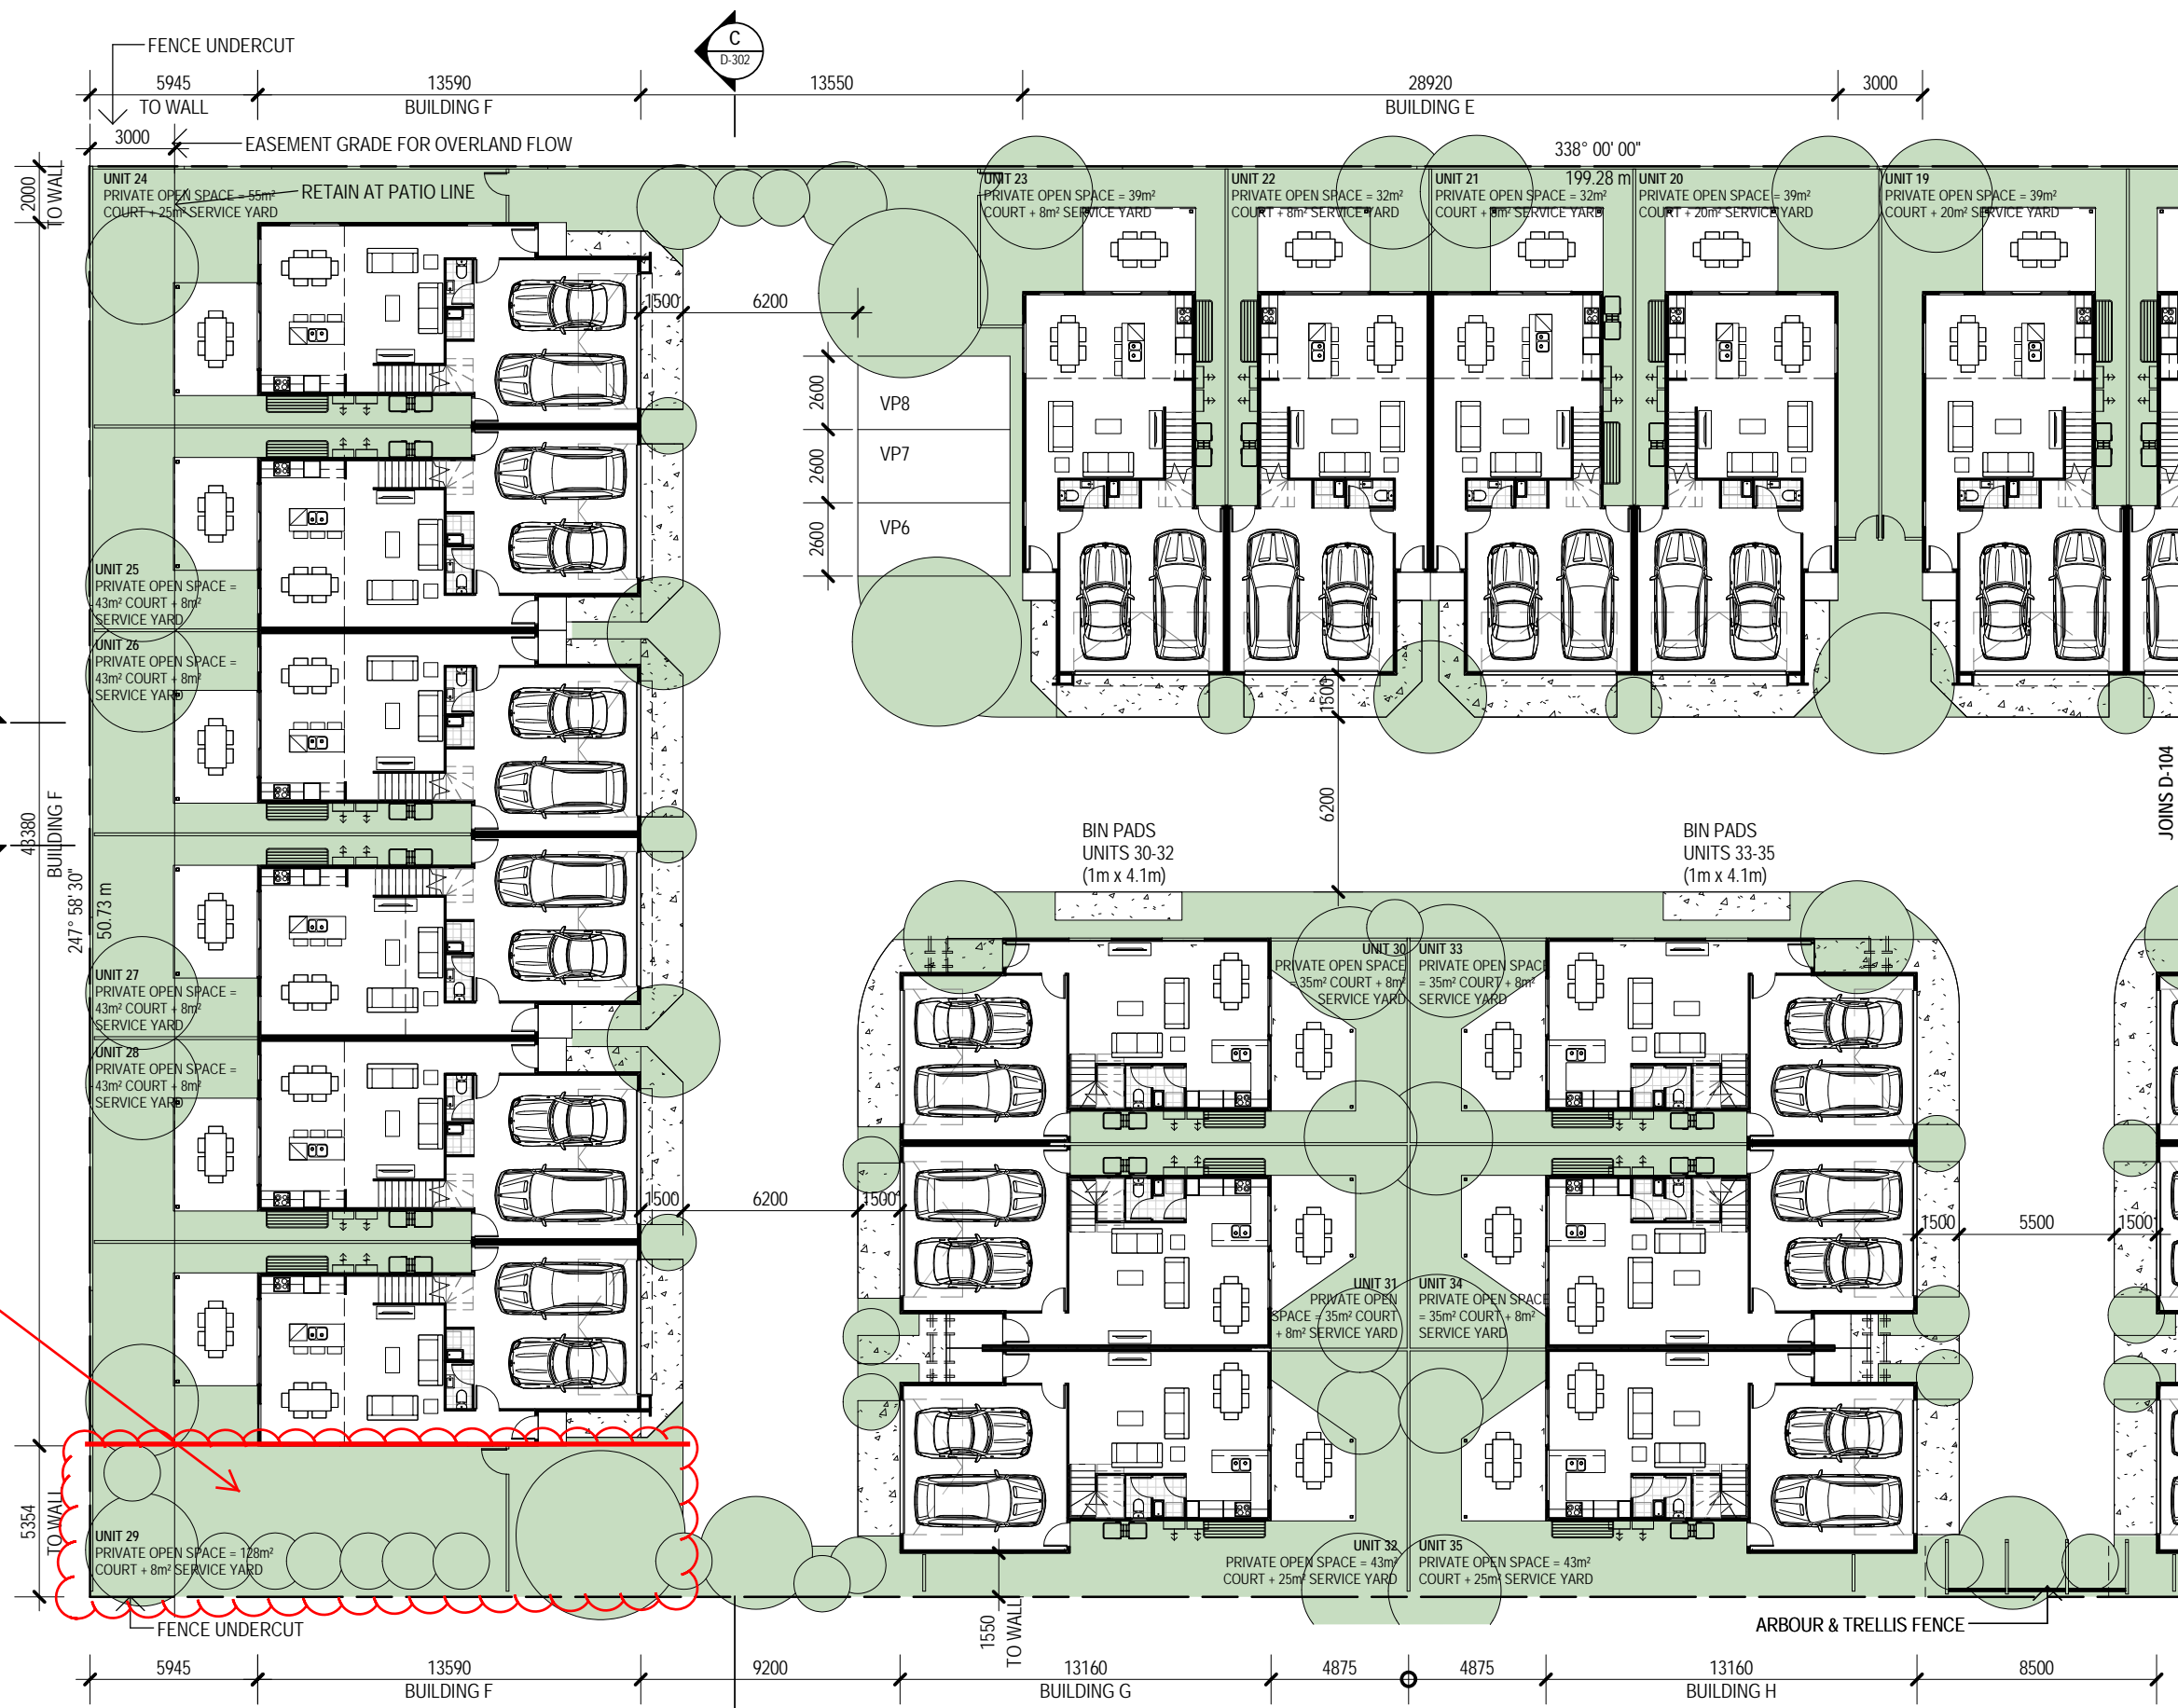 FENCE UNDERCUT
C
D-302
5945
TO WALL
13590
BUILDING F
13550
28920
BUILDING E
3000
3000
EASEMENT GRADE FOR OVERLAND FLOW
338° 00' 00"
199.28 m
2000
TO WALL
UNIT 24
PRIVATE OPEN SPACE = 55m²
COURT + 25m² SERVICE YARD
RETAIN AT PATIO LINE
UNIT 23
PRIVATE OPEN SPACE = 39m²
COURT + 8m² SERVICE YARD
UNIT 22
PRIVATE OPEN SPACE = 32m²
COURT + 8m² SERVICE YARD
UNIT 21
PRIVATE OPEN SPACE = 32m²
COURT + 8m² SERVICE YARD
UNIT 20
PRIVATE OPEN SPACE = 39m²
COURT + 20m² SERVICE YARD
UNIT 19
PRIVATE OPEN SPACE = 39m²
COURT + 20m² SERVICE YARD
1500
6200
2600
VP8
2600
VP7
2600
VP6
UNIT 25
PRIVATE OPEN SPACE =
43m² COURT + 8m²
SERVICE YARD
UNIT 26
PRIVATE OPEN SPACE =
43m² COURT + 8m²
SERVICE YARD
1500
6200
JOINS D-104
BIN PADS
UNITS 30-32
(1m x 4.1m)
BIN PADS
UNITS 33-35
(1m x 4.1m)
43380
BUILDING F
247° 58' 30"
50.73 m
UNIT 27
PRIVATE OPEN SPACE =
43m² COURT + 8m²
SERVICE YARD
UNIT 28
PRIVATE OPEN SPACE =
43m² COURT + 8m²
SERVICE YARD
UNIT 30
PRIVATE OPEN SPACE
= 35m² COURT + 8m²
SERVICE YARD
UNIT 33
PRIVATE OPEN SPACE
= 35m² COURT + 8m²
SERVICE YARD
1500
6200
1500
1500
5500
1500
UNIT 31
PRIVATE OPEN
SPACE = 35m² COURT
+ 8m² SERVICE YARD
UNIT 34
PRIVATE OPEN SPACE
= 35m² COURT + 8m²
SERVICE YARD
5354
TO WALL
UNIT 29
PRIVATE OPEN SPACE = 128m²
COURT + 8m² SERVICE YARD
UNIT 32
PRIVATE OPEN SPACE = 43m²
COURT + 25m² SERVICE YARD
UNIT 35
PRIVATE OPEN SPACE = 43m²
COURT + 25m² SERVICE YARD
FENCE UNDERCUT
1550
TO WALL
ARBOUR & TRELLIS FENCE
5945
13590
BUILDING F
9200
13160
BUILDING G
4875
4875
13160
BUILDING H
8500